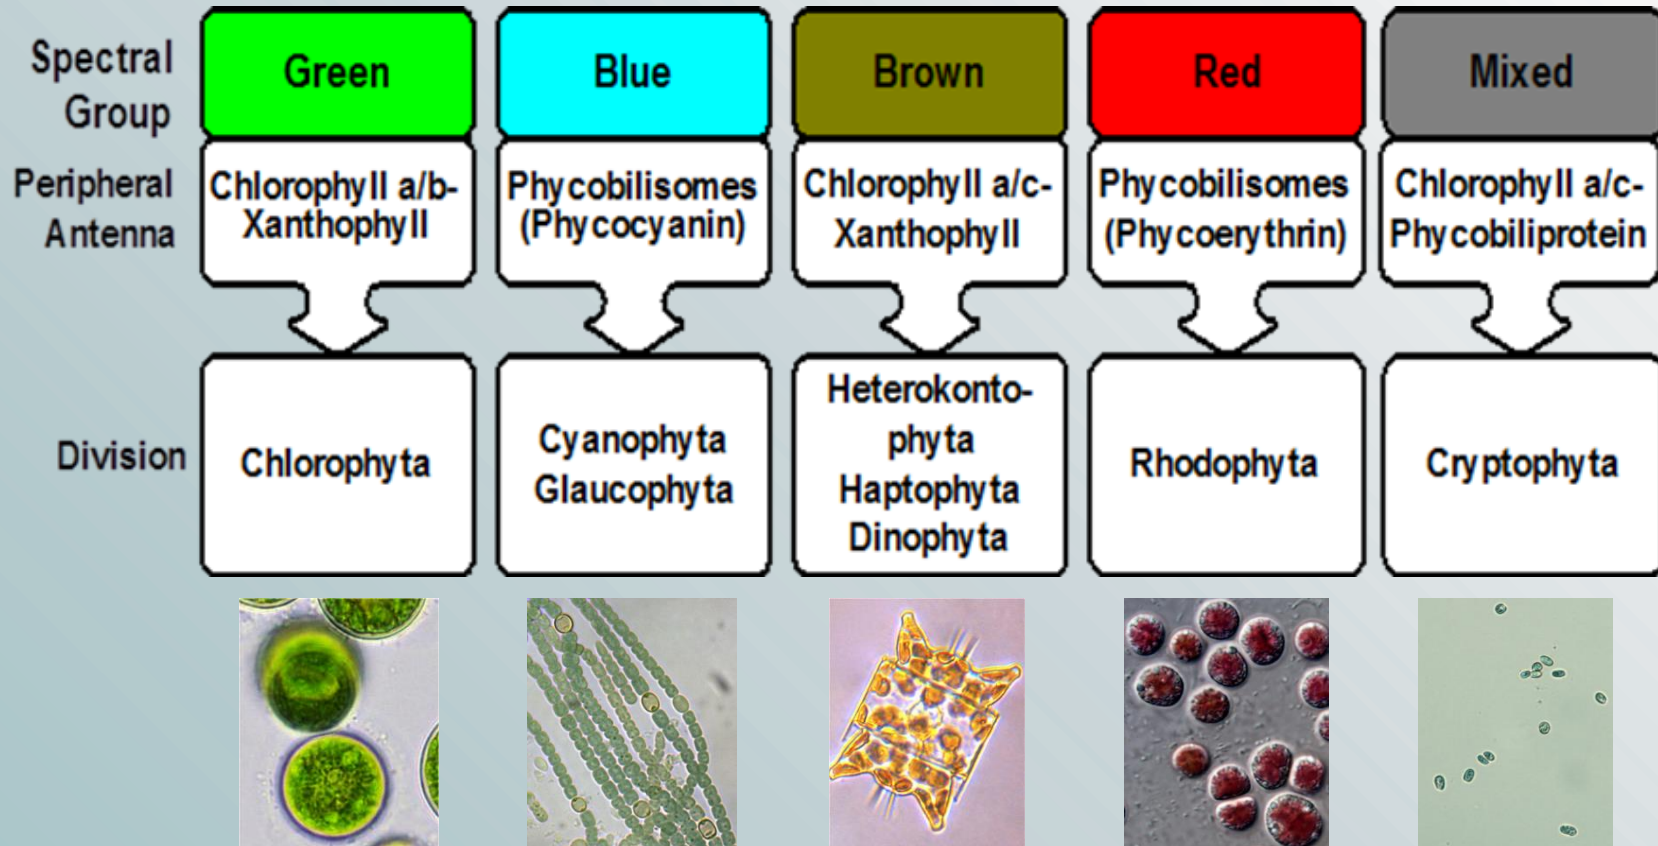 Spectral
Group
Green
Blue
Brown
Red
Mixed
Peripheral
Antenna
Chlorophyll a/b-
Xanthophyll
Phycobilisomes
(Phycocyanin)
Chlorophyll a/c-
Xanthophyll
Phycobilisomes
(Phycoerythrin)
Chlorophyll a/c-
Phycobiliprotein
Division
Chlorophyta
Cyanophyta
Glaucophyta
Heterokonto-
phyta
Haptophyta
Dinophyta
Rhodophyta
Cryptophyta